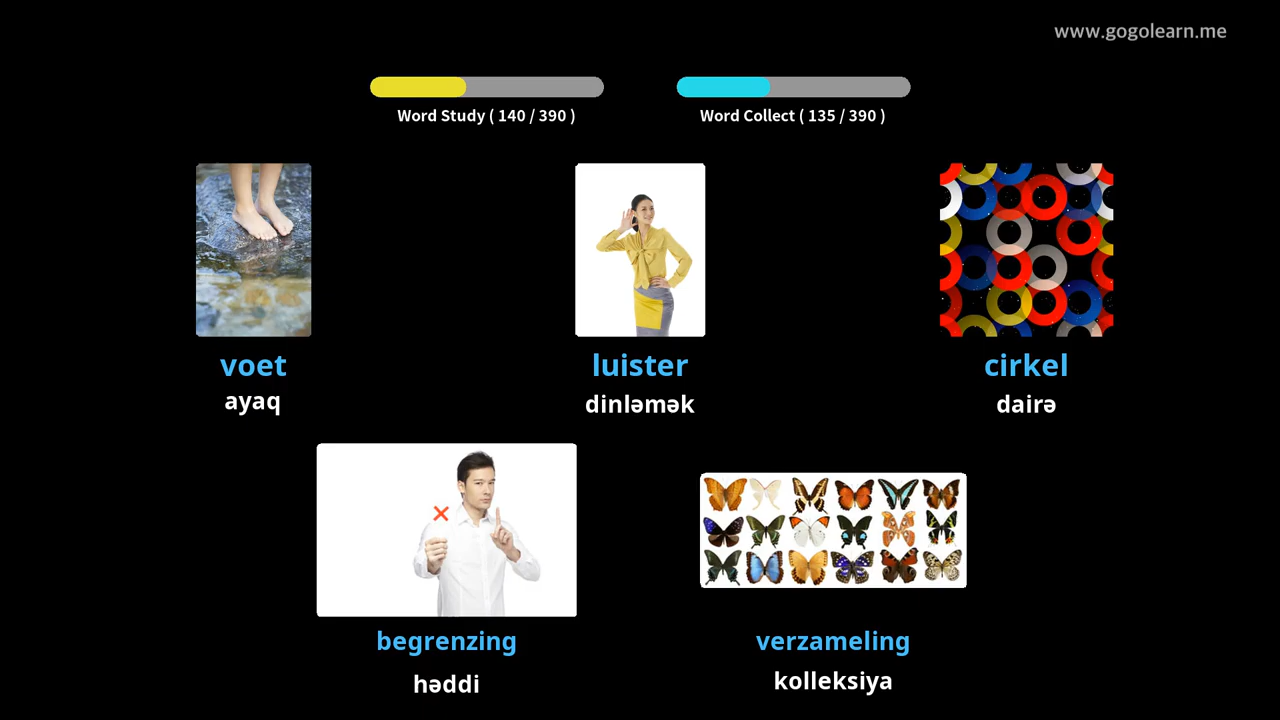 www.gogolearn.me
Word Study ( 140 / 390 )
Word Collect ( 135 / 390 )
voet
ayaq
luister
dinləmək
cirkel
dairə
begrenzing
həddi
verzameling
kolleksiya